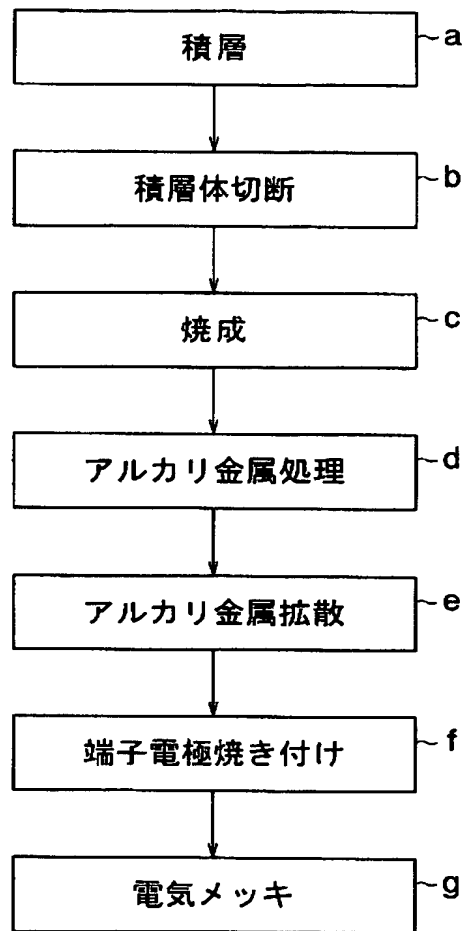 積層 a
積層体切断 b
焼成 c
アルカリ金属処理 d
アルカリ金属拡散 e
端子電極焼き付け f
電気メッキ g